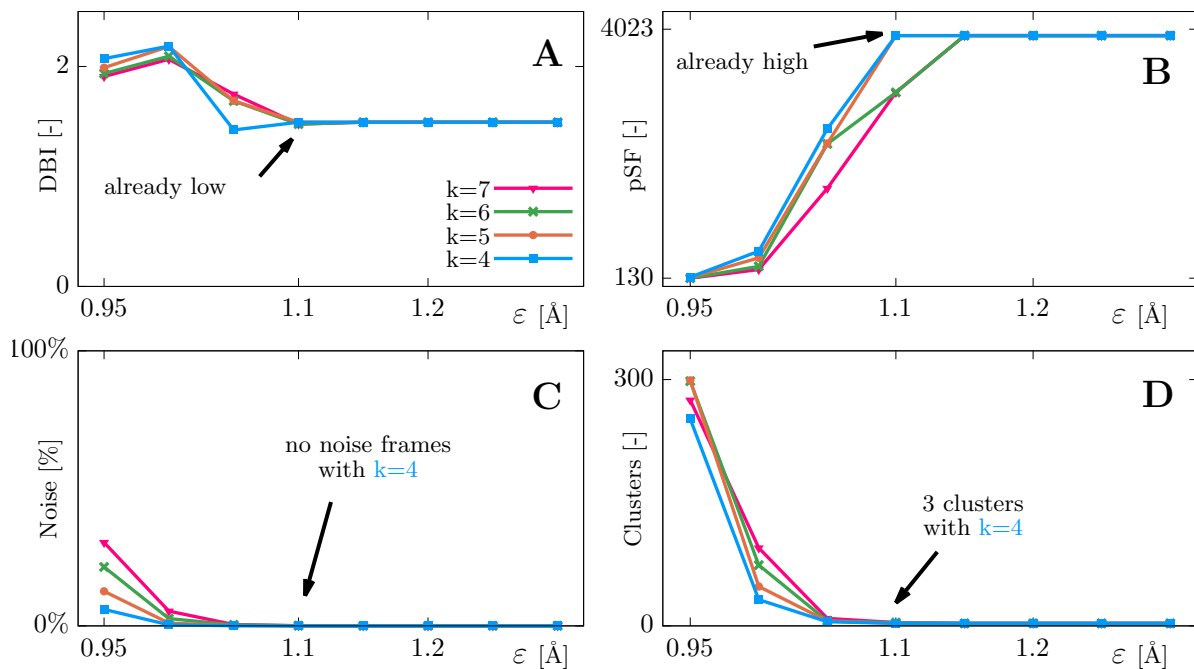 A
2
DBI [-]
already low
k=7
k=6
k=5
k=4
0
0.95
1.1
1.2
ε [Å]
B
4023
already high
pSF [-]
130
0.95
1.1
1.2
ε [Å]
C
100%
no noise frames
with k=4
Noise [%]
0%
0.95
1.1
1.2
ε [Å]
D
300
3 clusters
with k=4
Clusters [-]
0
0.95
1.1
1.2
ε [Å]